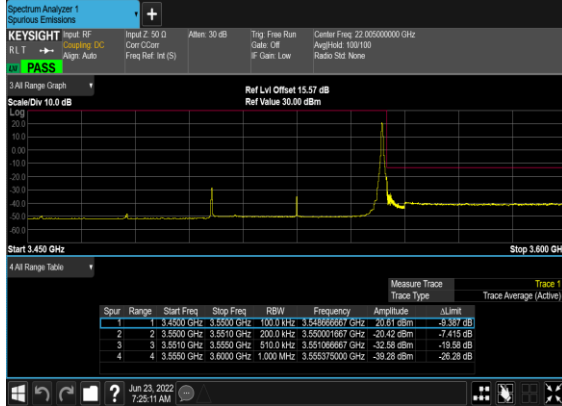 Spectrum Analyzer 1
Spurious Emissions
+
KEYSIGHT Input: RF Input Z: 50 Ω Atten: 30 dB Trig: Free Run Center Freq: 22.005000000 GHz
RLT Coupling: DC Corr CCorr Gate: Off Avg|Hold: 100/100
Align: Auto Freq Ref: Int (S) IF Gain: Low Radio Std: None
PASS
3 All Range Graph
Ref Lvl Offset 15.57 dB
Scale/Div 10.0 dB Ref Value 30.00 dBm
Log
20.0
10.0
0.00
-10.0
-20.0
-30.0
-40.0
-50.0
-60.0
Start 3.450 GHz Stop 3.600 GH
4 All Range Table
Measure Trace Trace 1
Trace Type Trace Average (Active)
Spur Range Start Freq Stop Freq RBW Frequency Amplitude ΔLimit
1 1 3.4500 GHz 3.5500 GHz 100.0 kHz 3.548666667 GHz 20.61 dBm -9.387 dB
2 2 3.5500 GHz 3.5510 GHz 200.0 kHz 3.550001667 GHz -20.42 dBm -7.415 dB
3 3 3.5510 GHz 3.5550 GHz 510.0 kHz 3.551066667 GHz -32.58 dBm -19.58 dB
4 4 3.5550 GHz 3.6000 GHz 1.000 MHz 3.555375000 GHz -39.28 dBm -26.28 dB
? Jun 23, 2022
7:25:11 AM